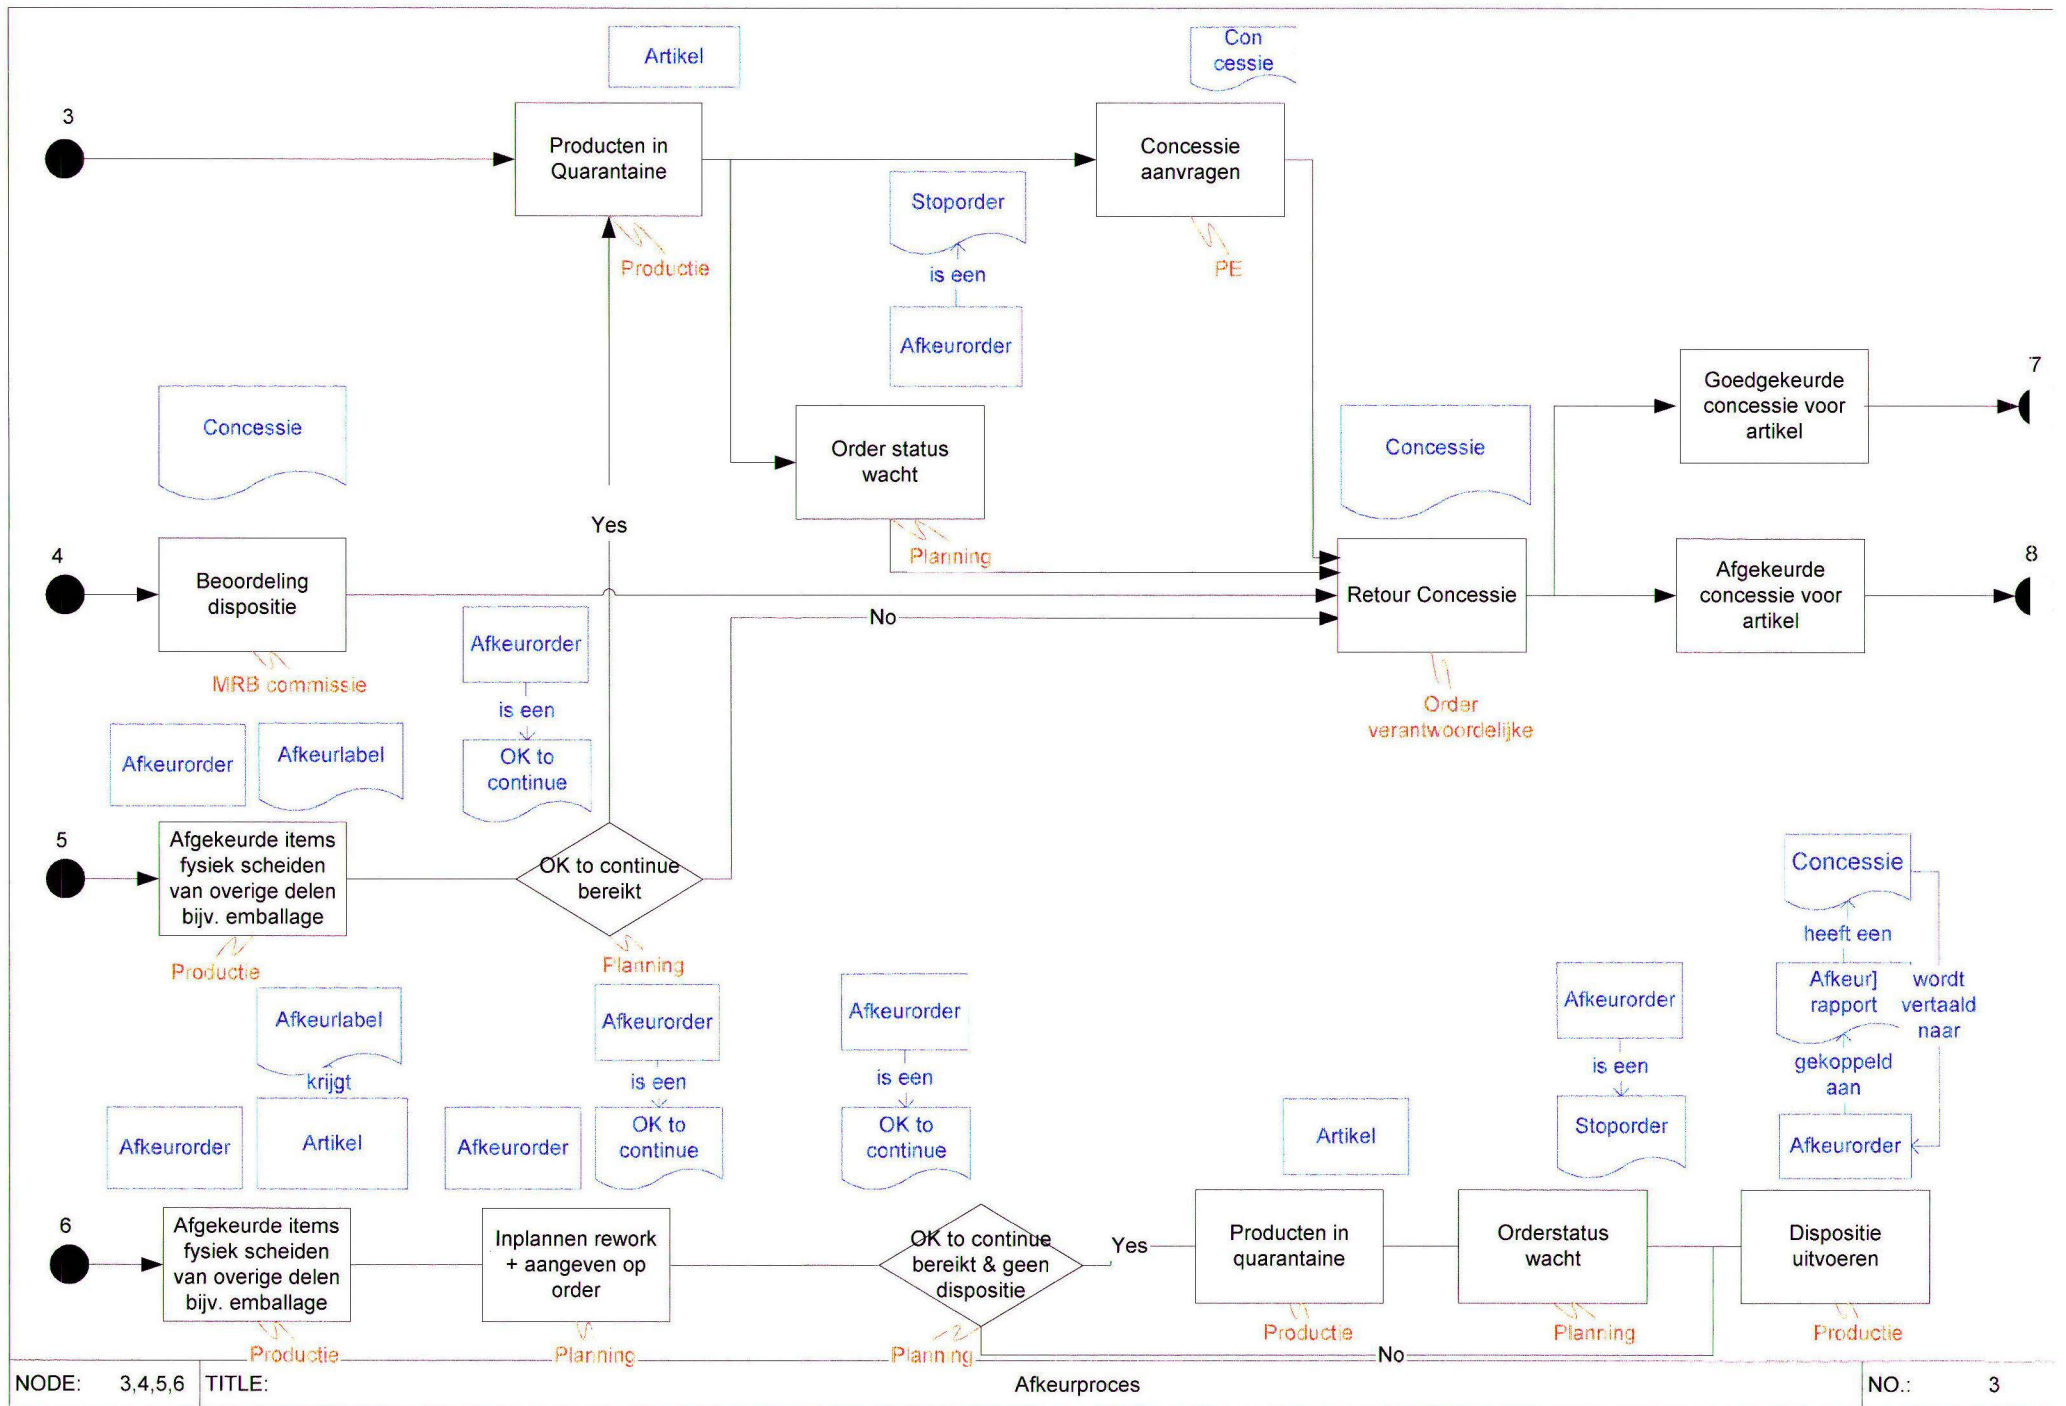 Artikel
Con
cessie
3
Producten in
Quarantaine
Concessie
aanvragen
Stoporder
Productie
is een
PE
Afkeurorder
Goedgekeurde
concessie voor
artikel
7
Concessie
Order status
wacht
Concessie
Yes
Planning
4
Beoordeling
dispositie
Retour Concessie
Afgekeurde
concessie voor
artikel
8
No
Afkeurorder
MRB commissie
is een
Order
verantwoordelijke
Afkeurorder
Afkeurlabel
OK to
continue
5
Afgekeurde items
fysiek scheiden
van overige delen
bijv. emballage
OK to continue
bereikt
Concessie
heeft een
Productie
Planning
Afkeurlabel
krijgt
Afkeurorder
is een
Afkeurorder
is een
Afkeurorder
is een
Afkeur]
rapport
wordt
vertaald
naar
gekoppeld
aan
Afkeurorder
Artikel
Afkeurorder
OK to
continue
OK to
continue
Artikel
Stoporder
Afkeurorder
6
Afgekeurde items
fysiek scheiden
van overige delen
bijv. emballage
Inplannen rework
+ aangeven op
order
OK to continue
bereikt & geen
dispositie
Yes
Producten in
quarantaine
Orderstatus
wacht
Dispositie
uitvoeren
Productie
Planning
Planning
Productie
Planning
Productie
No
NODE: 3,4,5,6 TITLE: Afkeurproces NO.: 3